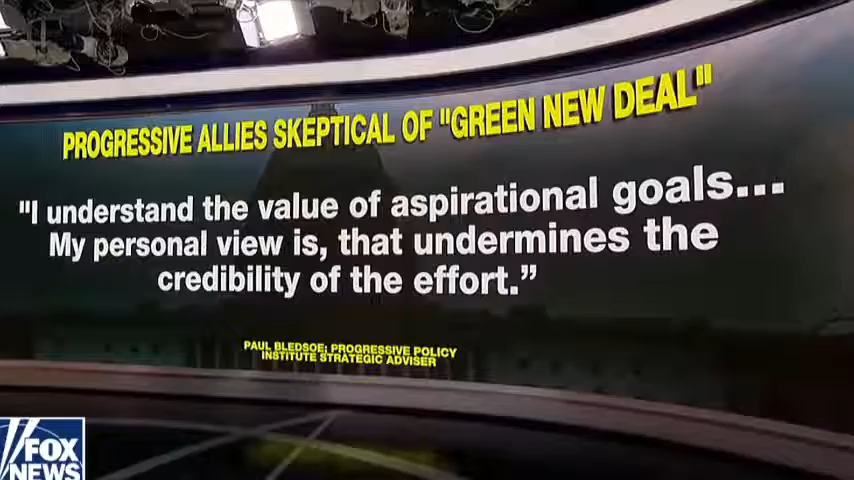 PROGRESSIVE ALLIES SKEPTICAL OF "GREEN NEW DEAL"
"I understand the value of aspirational goals...
My personal view is, that undermines the
credibility of the effort.”
PAUL BLEDSOE; PROGRESSIVE POLICY
INSTITUTE STRATEGIC ADVISER
FOX
NEWS